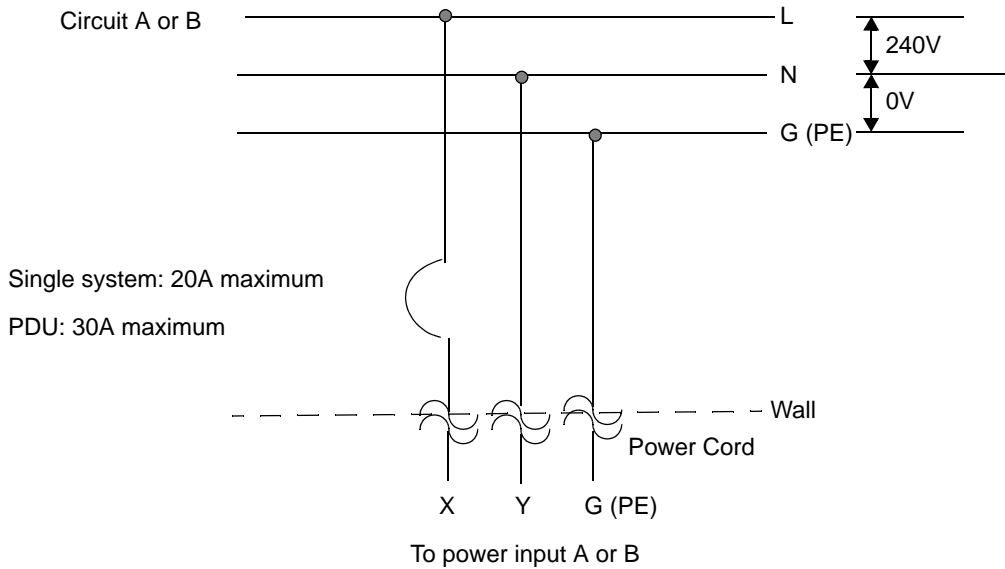 Circuit A or B
L
240V
N
0V
G (PE)
Single system: 20A maximum
PDU: 30A maximum
Wall
Power Cord
X Y G (PE)
To power input A or B